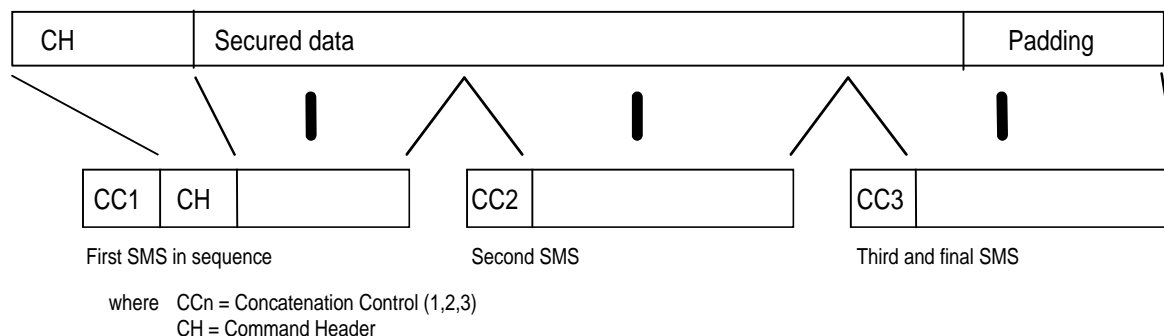 CH Secured data Padding
CC1 CH CC2 CC3
First SMS in sequence Second SMS Third and final SMS
where CCn = Concatenation Control (1,2,3)
CH = Command Header